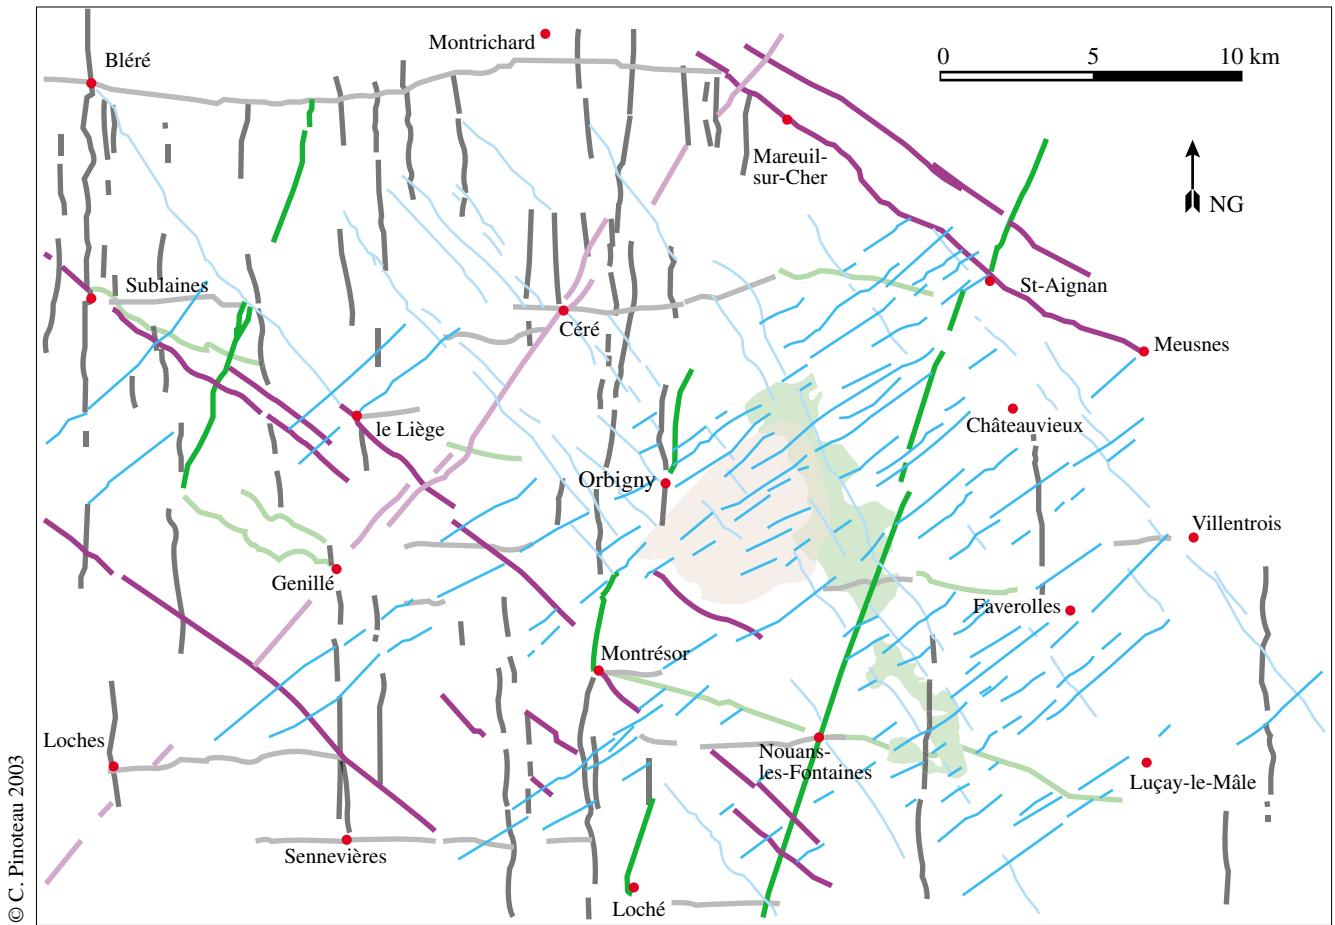 Montrichard
Bléré
0 5 10 km
Mareuil-
sur-Cher
NG
Sublaines
St-Aignan
Céré
Meusnes
le Liège
Châteauvieux
Orbigny
Villentrois
Genillé
Faverolles
Montrésor
Loches
Nouans-
les-Fontaines
Luçay-le-Mâle
Sennevières
Loché
© C. Pinoteau 2003